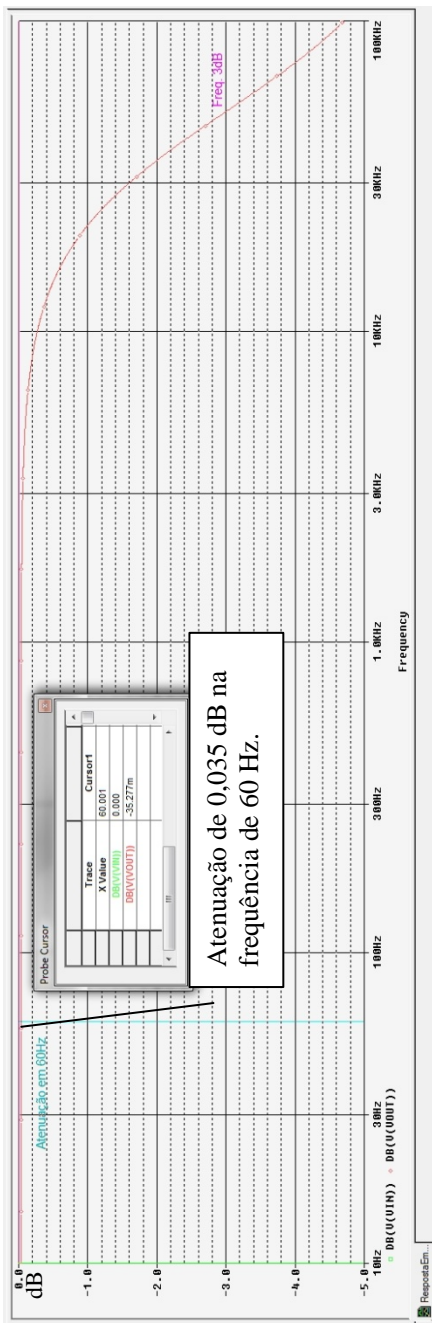 0.0
dB
-1.0
-2.0
-3.0
-4.0
-5.0
Atenuação em 60Hz
Freq. 3dB
Probe Cursor
Trace Cursor1
X Value 60.001
DB(V(VIN)) 0.000
DB(V(VOUT)) -35.277m
Atenuação de 0,035 dB na
frequência de 60 Hz.
10Hz 30Hz 100Hz 300Hz 1.0KHz 3.0KHz 10KHz 30KHz 100KHz
DB(V(VIN)) DB(V(VOUT))
Frequency
RespostaEm...